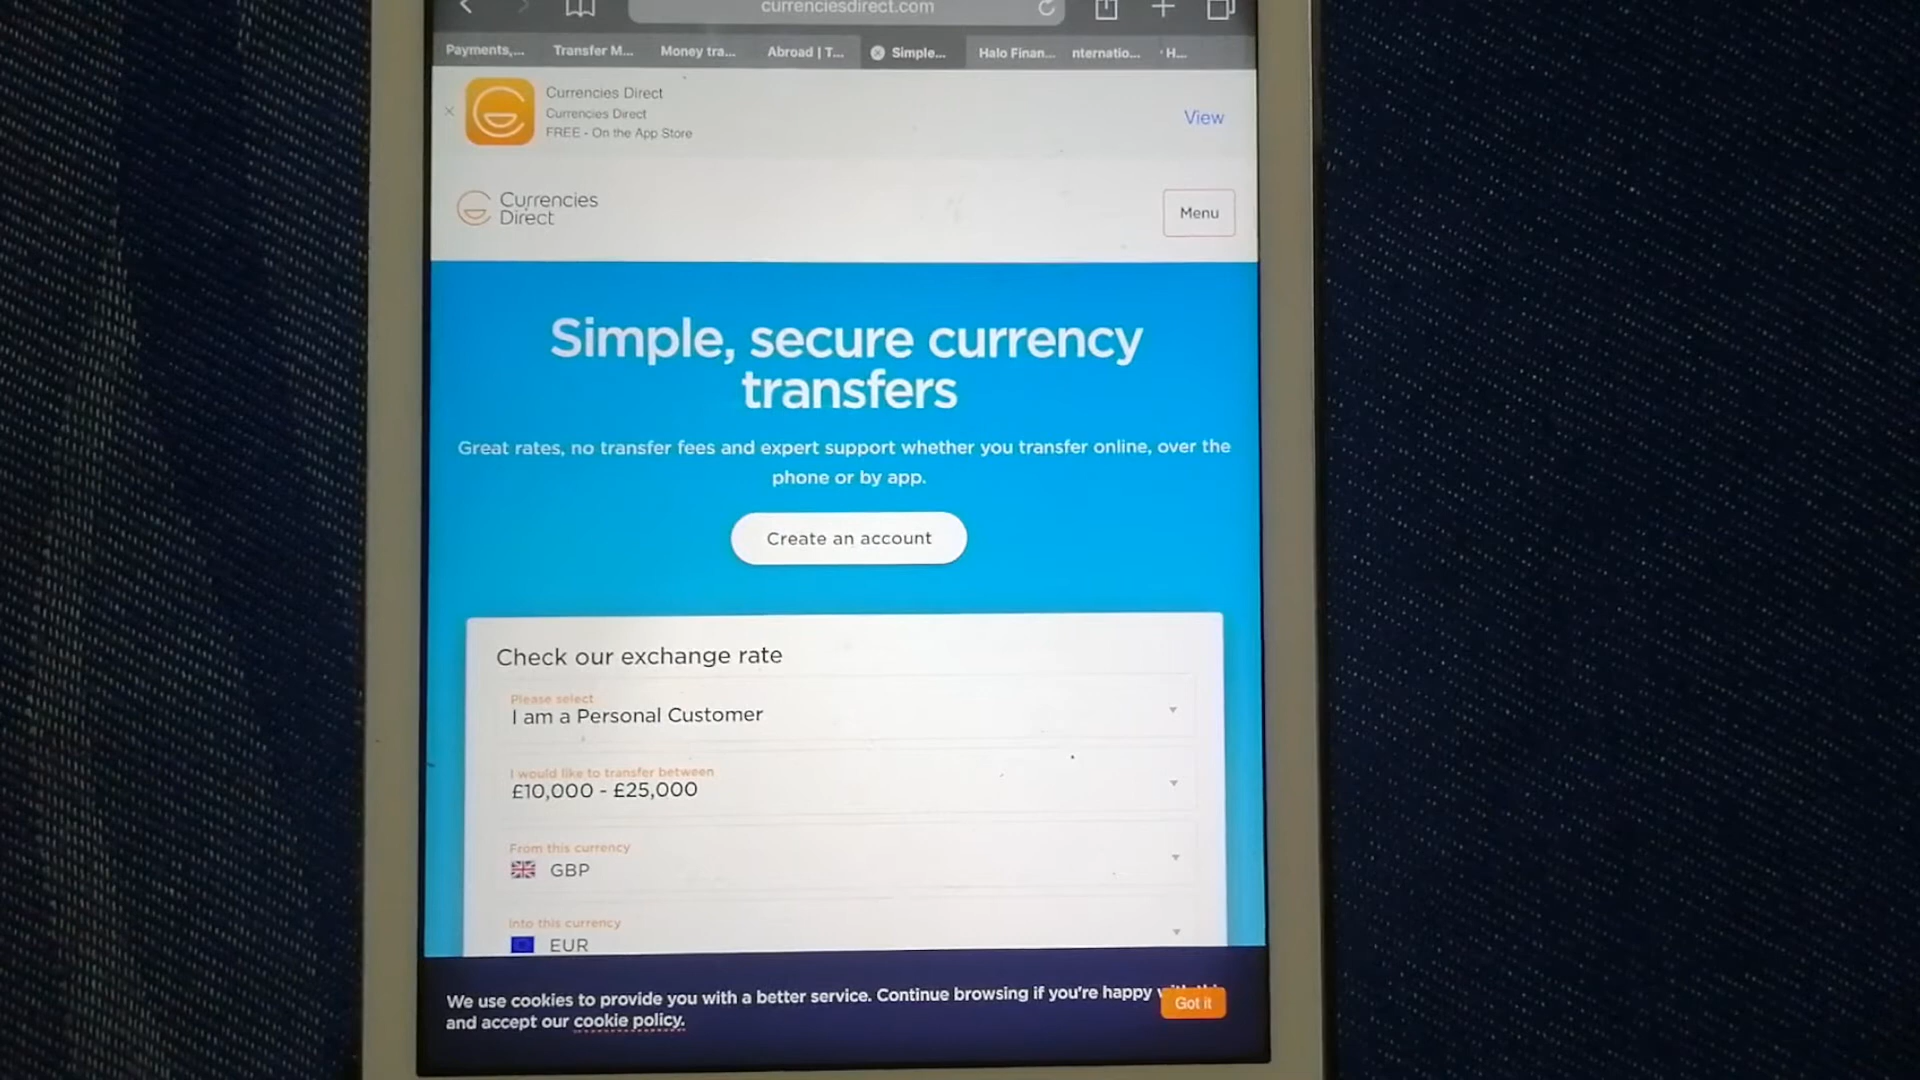 currenciesdirect.com
Payments,... Transfer M... Money tra... Abroad | T... Simple... Halo Finan... nternatio... H...
Currencies Direct
Currencies Direct
FREE - On the App Store
View
Currencies
Direct
Menu
Simple, secure currency
transfers
Great rates, no transfer fees and expert support whether you transfer online, over the
phone or by app.
Create an account
Check our exchange rate
Please select
I am a Personal Customer
I would like to transfer between
£10,000 - £25,000
From this currency
GBP
Into this currency
EUR
We use cookies to provide you with a better service. Continue browsing if you're happy
Got it
and accept our cookie policy.